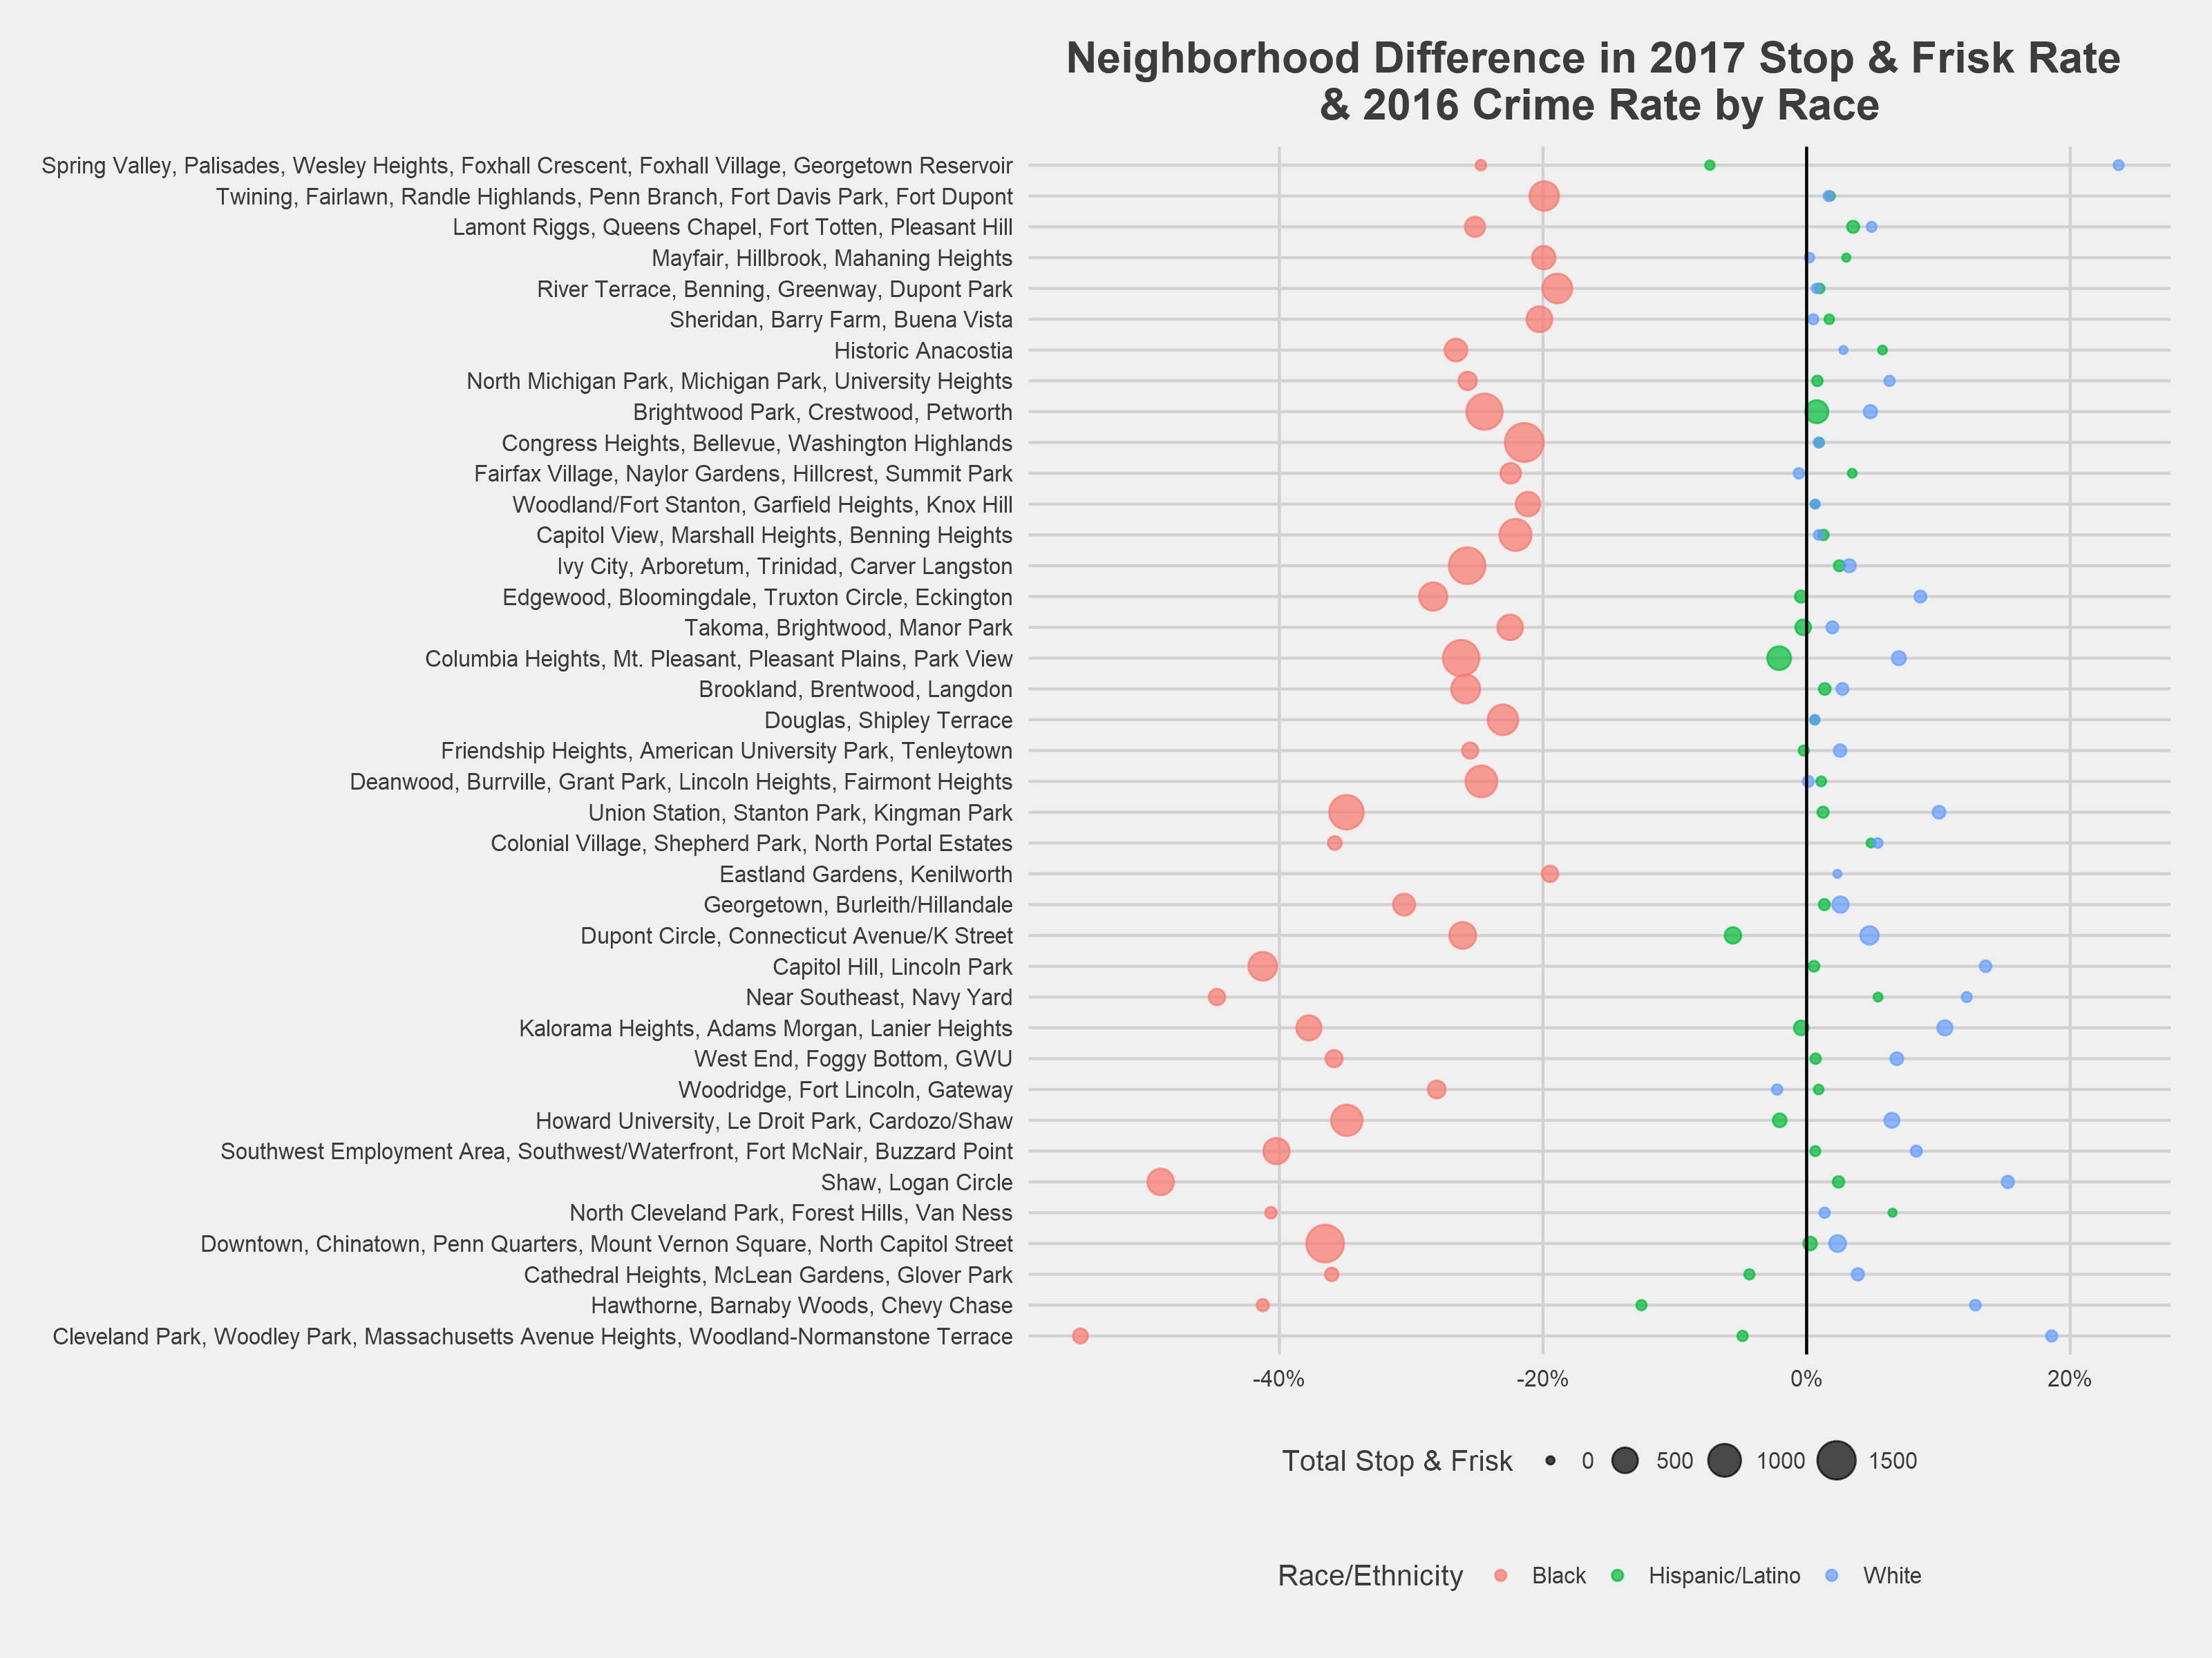 Neighborhood Difference in 2017 Stop & Frisk Rate
& 2016 Crime Rate by Race
Spring Valley, Palisades, Wesley Heights, Foxhall Crescent, Foxhall Village, Georgetown Reservoir
Twining, Fairlawn, Randle Highlands, Penn Branch, Fort Davis Park, Fort Dupont
Lamont Riggs, Queens Chapel, Fort Totten, Pleasant Hill
Mayfair, Hillbrook, Mahaning Heights
River Terrace, Benning, Greenway, Dupont Park
Sheridan, Barry Farm, Buena Vista
Historic Anacostia
North Michigan Park, Michigan Park, University Heights
Brightwood Park, Crestwood, Petworth
Congress Heights, Bellevue, Washington Highlands
Fairfax Village, Naylor Gardens, Hillcrest, Summit Park
Woodland/Fort Stanton, Garfield Heights, Knox Hill
Capitol View, Marshall Heights, Benning Heights
Ivy City, Arboretum, Trinidad, Carver Langston
Edgewood, Bloomingdale, Truxton Circle, Eckington
Takoma, Brightwood, Manor Park
Columbia Heights, Mt. Pleasant, Pleasant Plains, Park View
Brookland, Brentwood, Langdon
Douglas, Shipley Terrace
Friendship Heights, American University Park, Tenleytown
Deanwood, Burrville, Grant Park, Lincoln Heights, Fairmont Heights
Union Station, Stanton Park, Kingman Park
Colonial Village, Shepherd Park, North Portal Estates
Eastland Gardens, Kenilworth
Georgetown, Burleith/Hillandale
Dupont Circle, Connecticut Avenue/K Street
Capitol Hill, Lincoln Park
Near Southeast, Navy Yard
Kalorama Heights, Adams Morgan, Lanier Heights
West End, Foggy Bottom, GWU
Woodridge, Fort Lincoln, Gateway
Howard University, Le Droit Park, Cardozo/Shaw
Southwest Employment Area, Southwest/Waterfront, Fort McNair, Buzzard Point
Shaw, Logan Circle
North Cleveland Park, Forest Hills, Van Ness
Downtown, Chinatown, Penn Quarters, Mount Vernon Square, North Capitol Street
Cathedral Heights, McLean Gardens, Glover Park
Hawthorne, Barnaby Woods, Chevy Chase
Cleveland Park, Woodley Park, Massachusetts Avenue Heights, Woodland-Normanstone Terrace
-40% -20% 0% 20%
Total Stop & Frisk 0 500 1000 1500
Race/Ethnicity Black Hispanic/Latino White